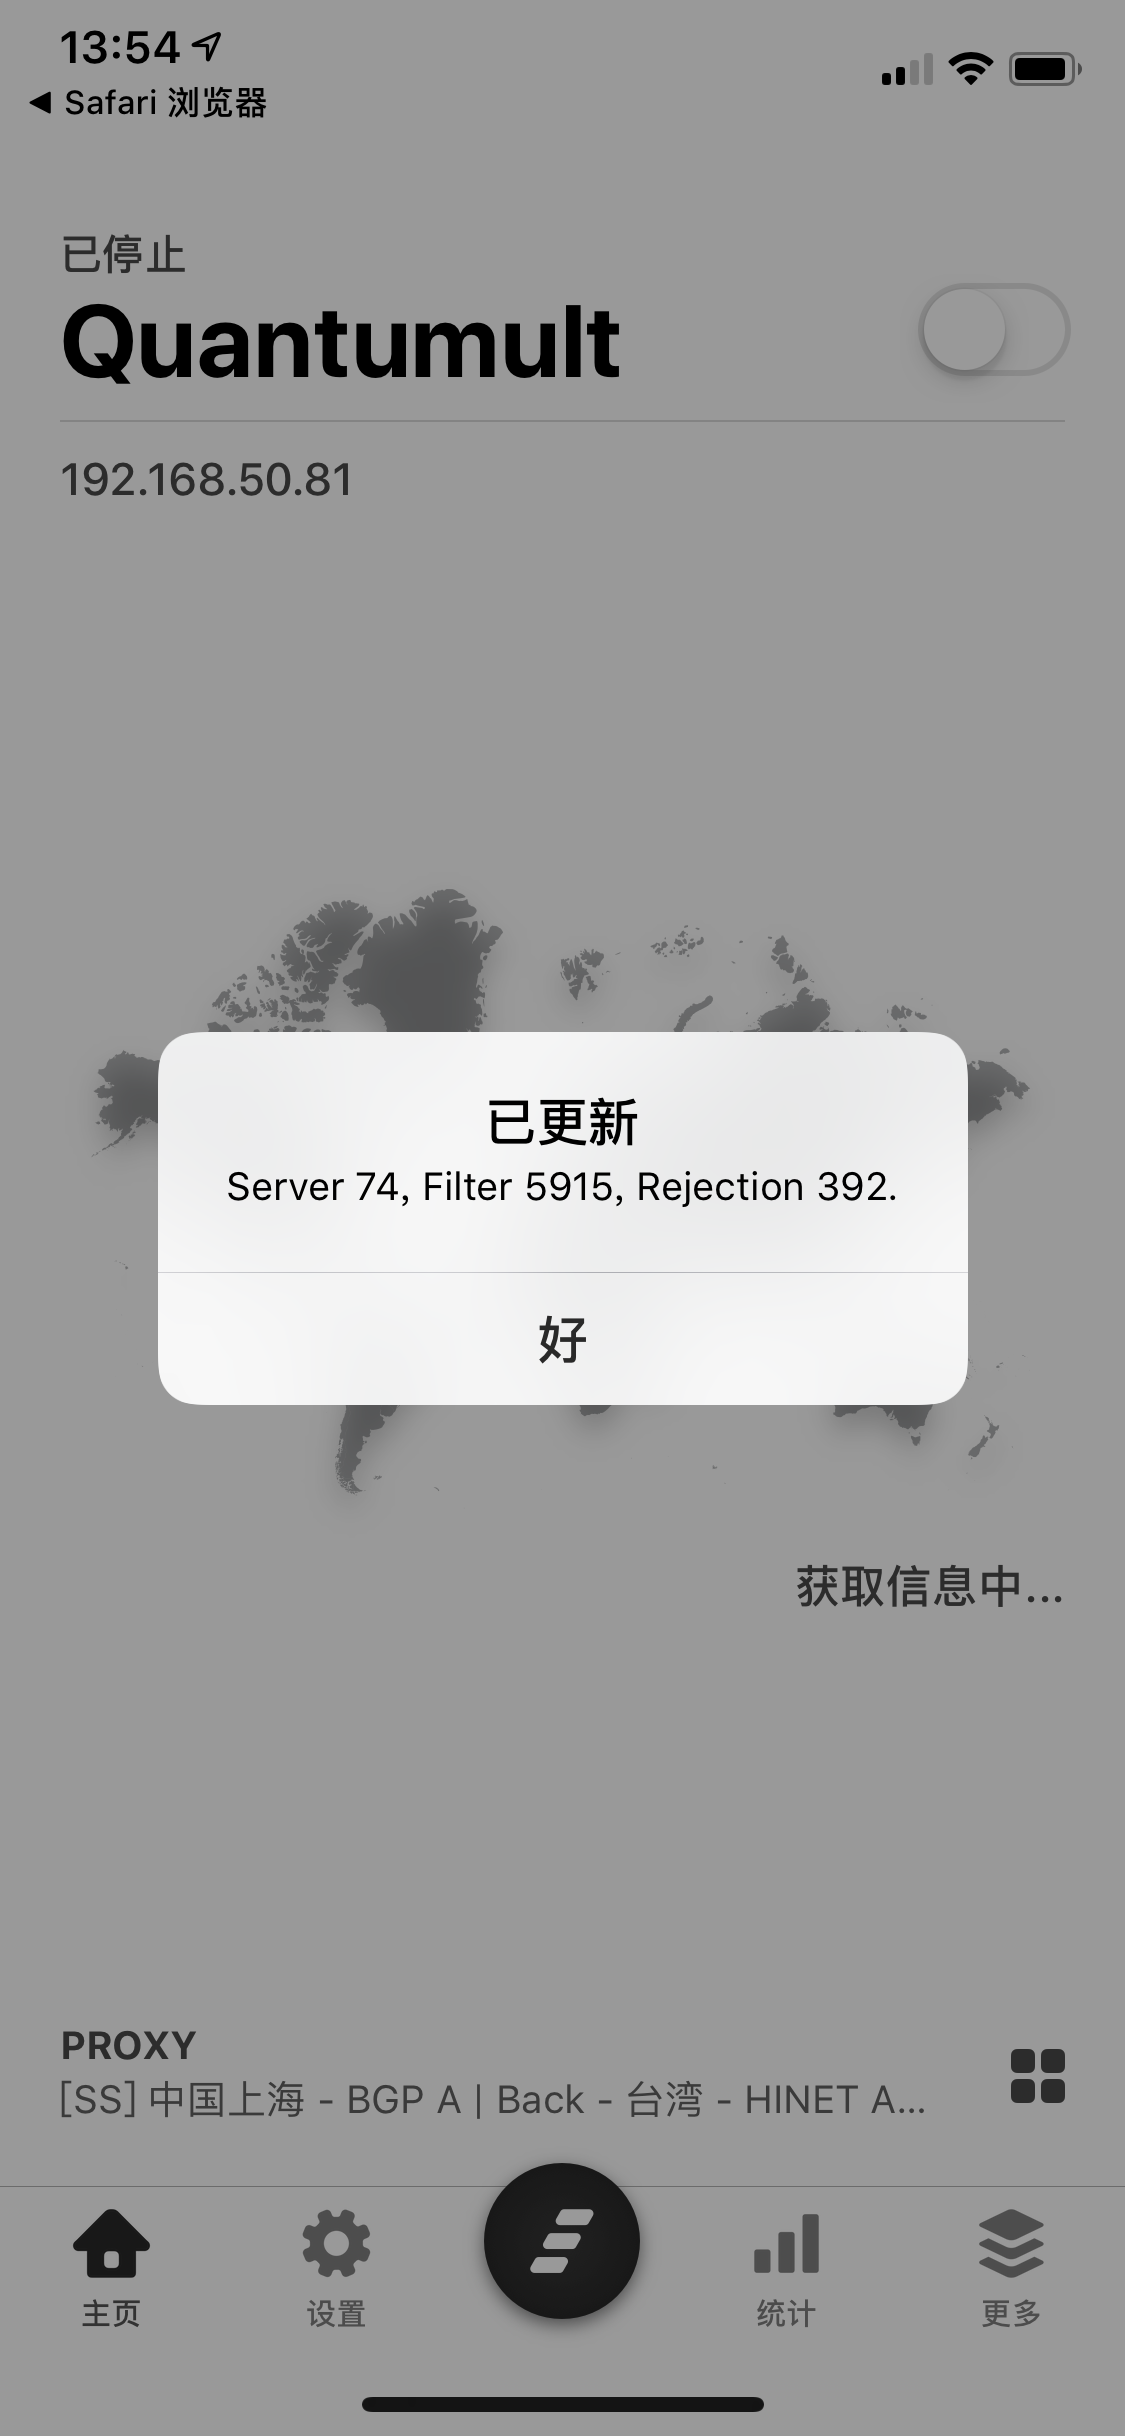 13:54
Safari 浏览器
已停止
Quantumult
192.168.50.81
已更新
Server 74, Filter 5915, Rejection 392.
好
获取信息中...
PROXY
[SS] 中国上海 - BGP A | Back - 台湾 - HINET A...
主页
设置
统计
更多